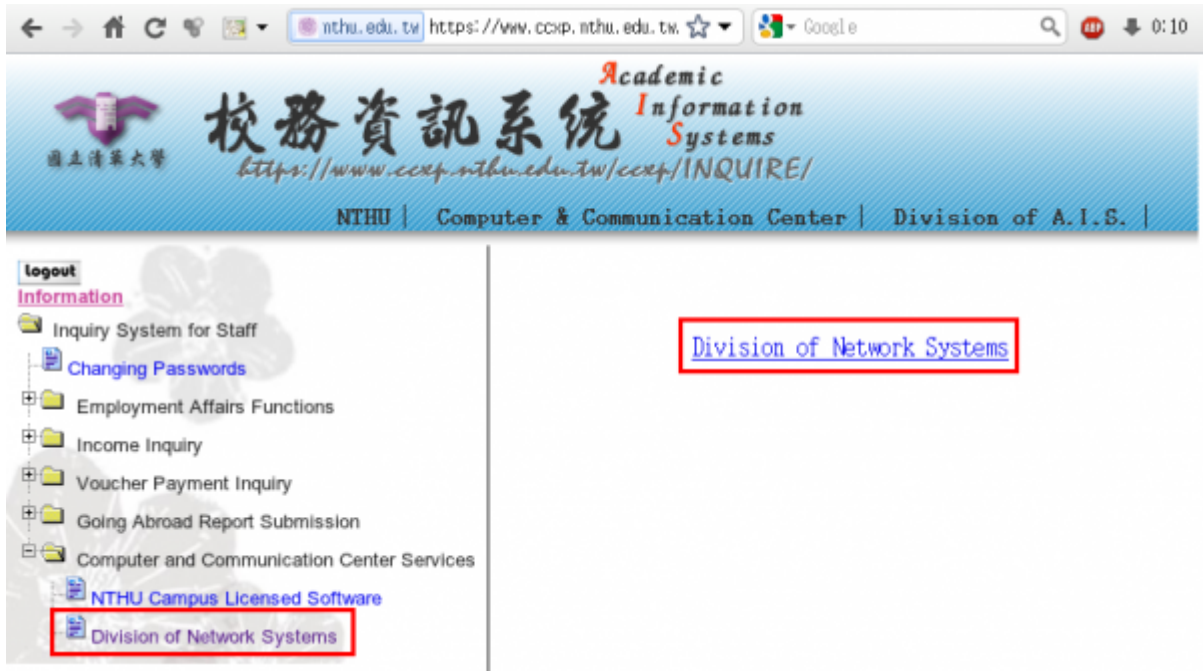 nthu.edu.tw https://www.ccxp.nthu.edu.tw. Google 0:10
Academic
Information
Systems
校務資訊系統
國立清華大學
https://www.ccxp.nthu.edu.tw/ccxp/INQUIRE/
NTHU | Computer & Communication Center | Division of A.I.S. |
logout
Information
Inquiry System for Staff
Changing Passwords
Employment Affairs Functions
Income Inquiry
Voucher Payment Inquiry
Going Abroad Report Submission
Computer and Communication Center Services
NTHU Campus Licensed Software
Division of Network Systems
Division of Network Systems